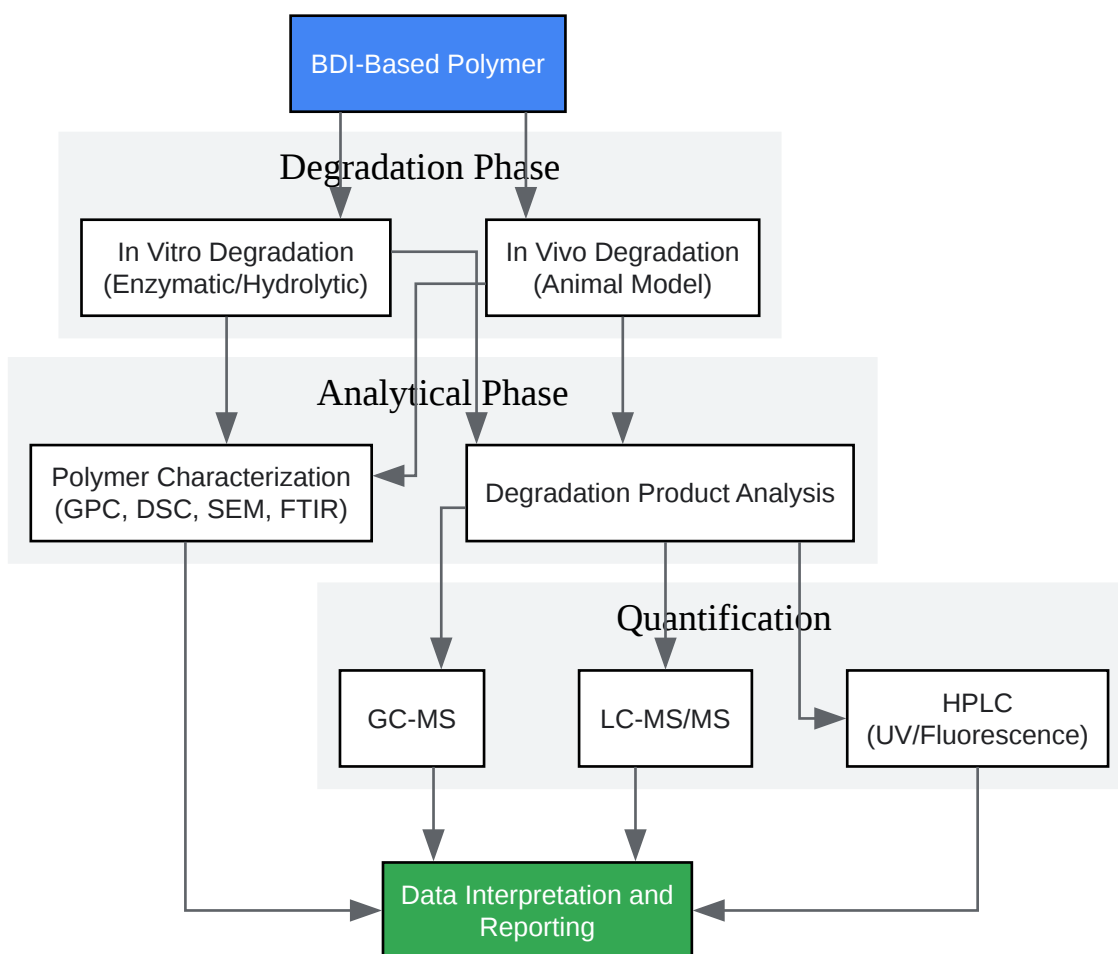 BDI-Based Polymer
Degradation Phase
In Vitro Degradation
(Enzymatic/Hydrolytic)
In Vivo Degradation
(Animal Model)
Analytical Phase
Polymer Characterization
(GPC, DSC, SEM, FTIR)
Degradation Product Analysis
Quantification
GC-MS
LC-MS/MS
HPLC
(UV/Fluorescence)
Data Interpretation and
Reporting